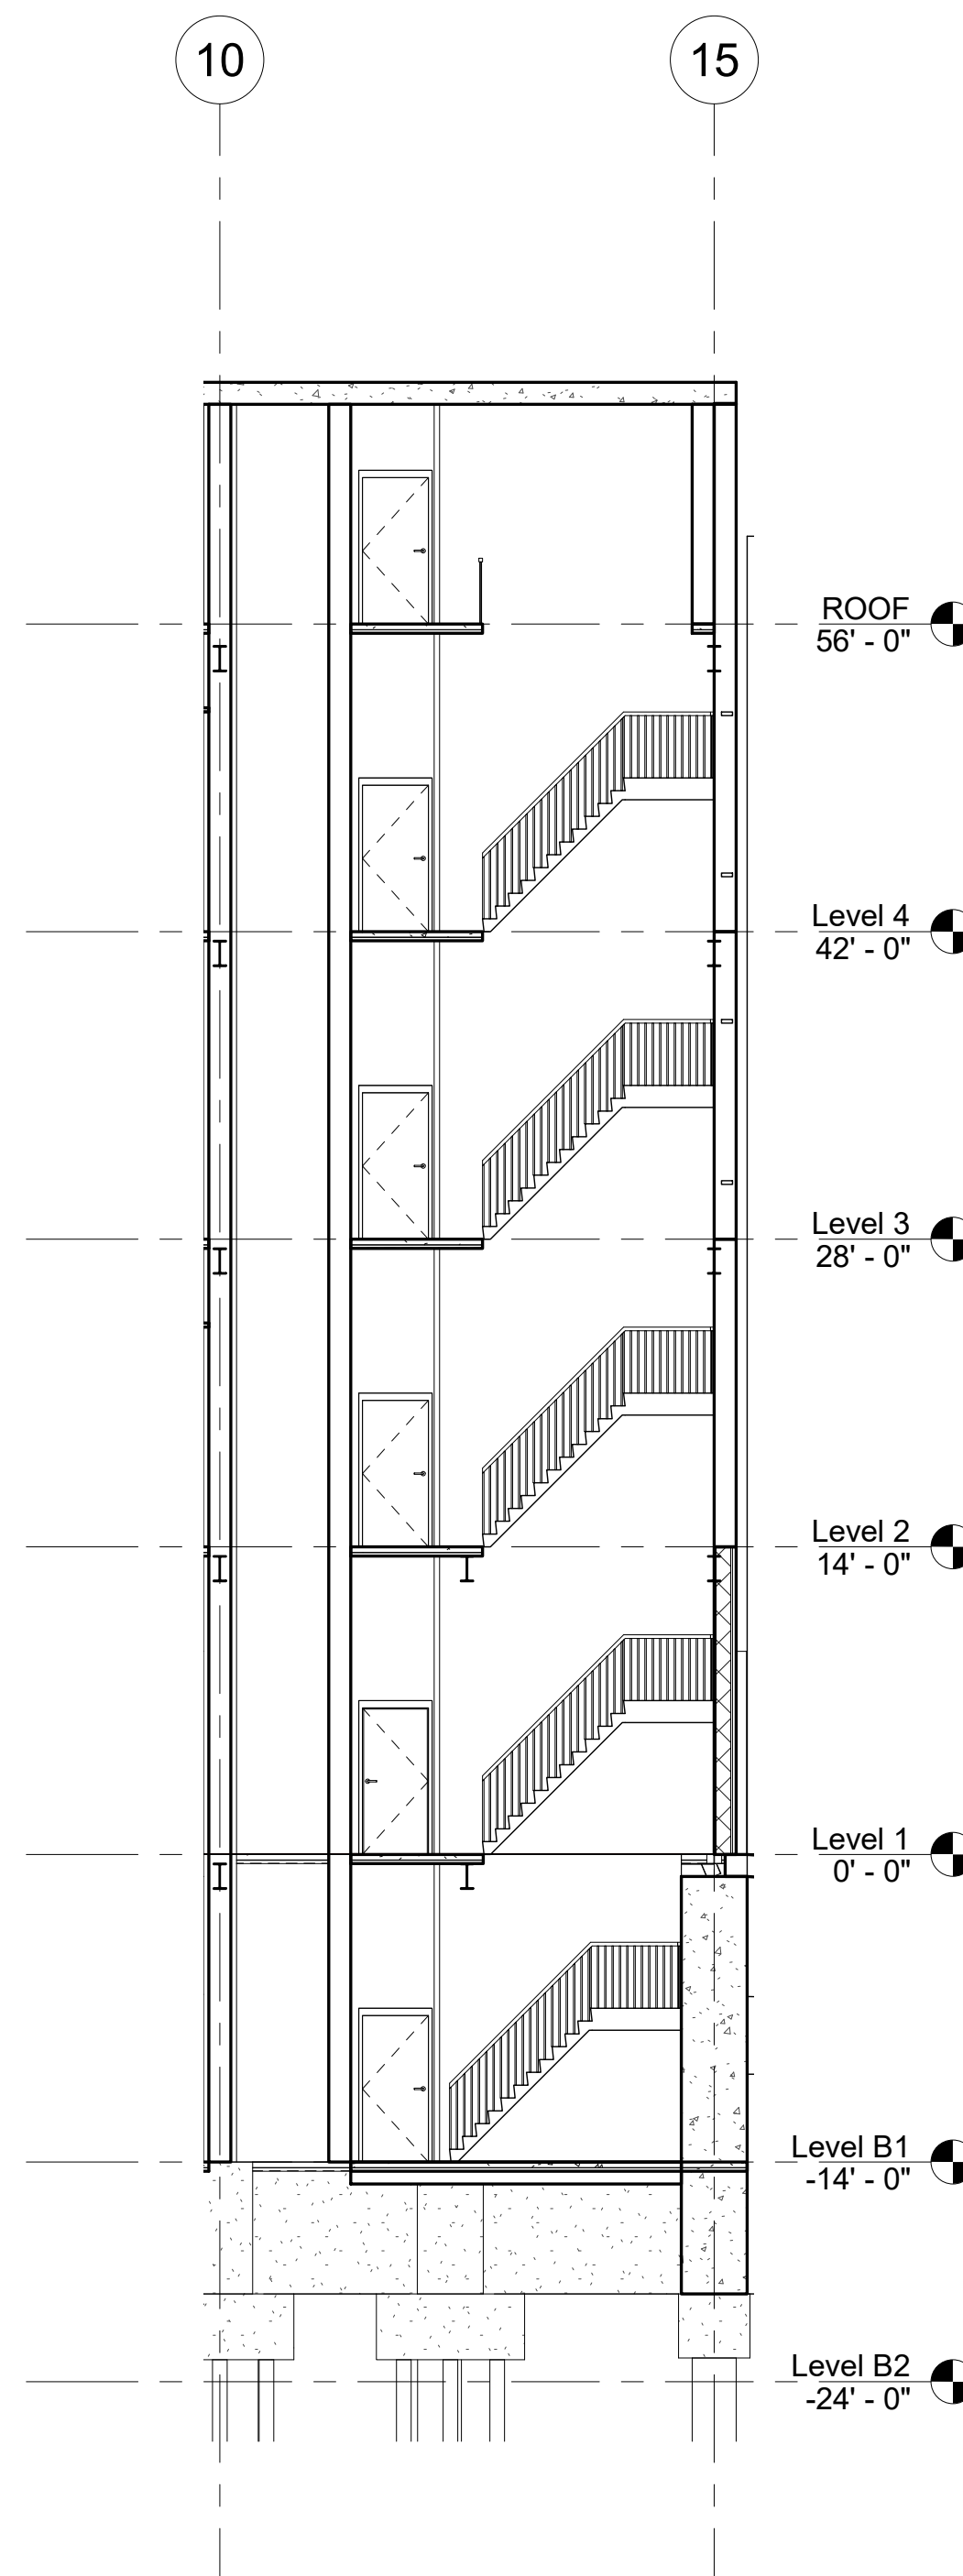 10
15
ROOF
56' - 0"
Level 4
42' - 0"
Level 3
28' - 0"
Level 2
14' - 0"
Level 1
0' - 0"
Level B1
-14' - 0"
Level B2
-24' - 0"